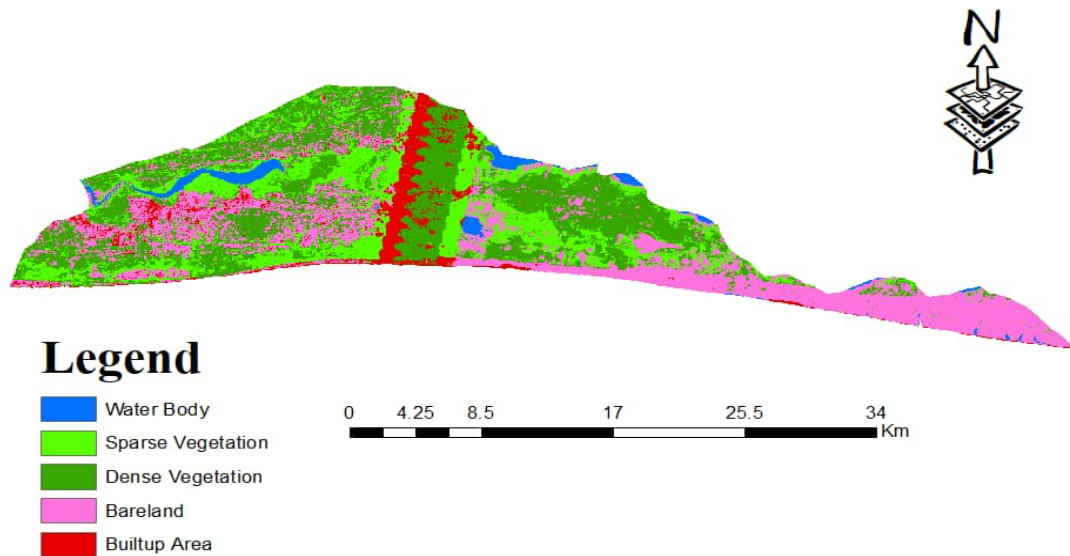 N
Legend
Water Body
Sparse Vegetation
Dense Vegetation
Bareland
Builtup Area
0 4.25 8.5 17 25.5 34
Km